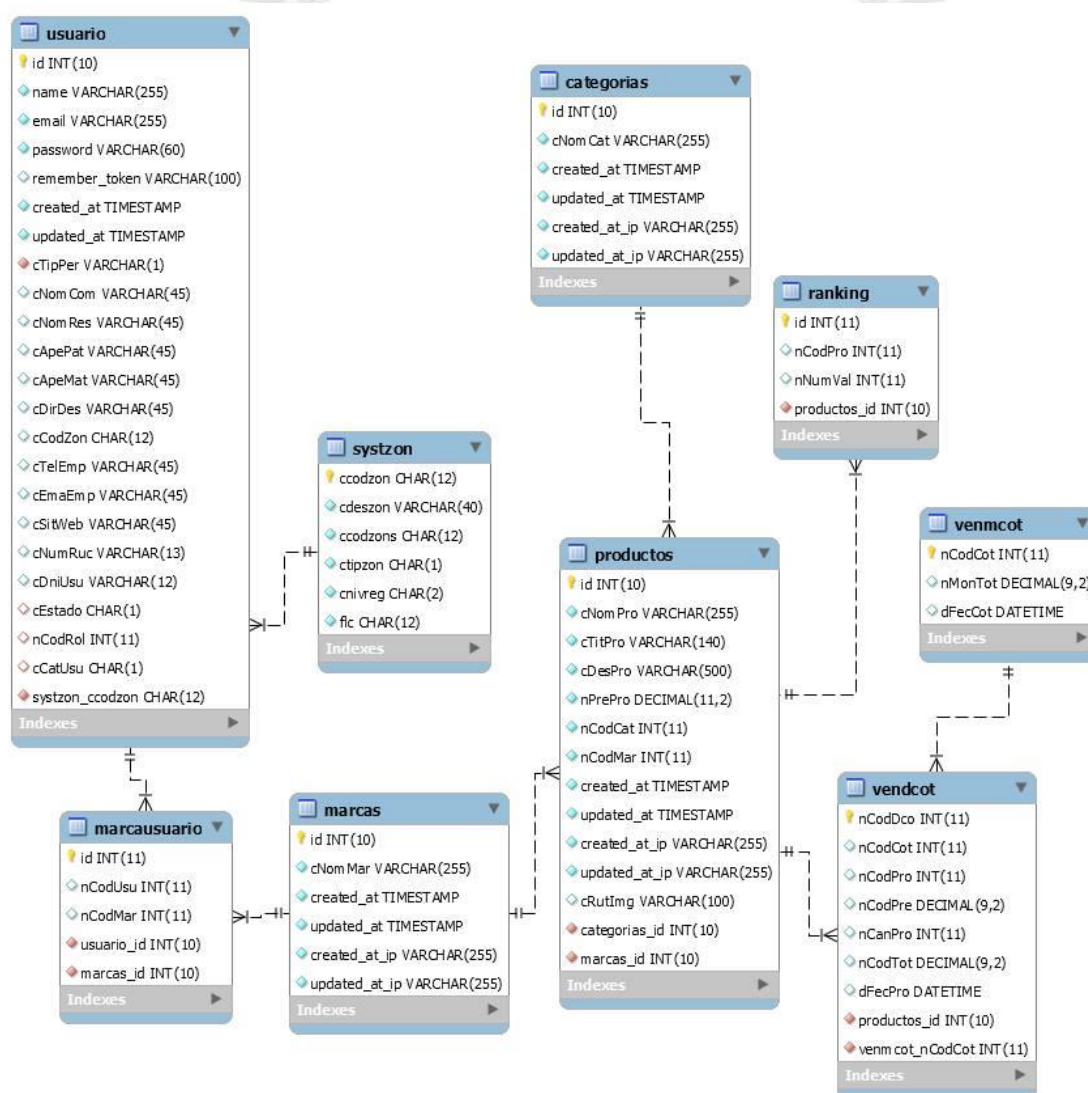 usuario
id INT(10)
name VARCHAR(255)
email VARCHAR(255)
password VARCHAR(60)
remember_token VARCHAR(100)
created_at TIMESTAMP
updated_at TIMESTAMP
cTipPer VARCHAR(1)
cNomCom VARCHAR(45)
cNomRes VARCHAR(45)
cApePat VARCHAR(45)
cApeMat VARCHAR(45)
cDirDes VARCHAR(45)
cCodZon CHAR(12)
cTelEmp VARCHAR(45)
cEmaEmp VARCHAR(45)
cSitWeb VARCHAR(45)
cNumRuc VARCHAR(13)
cDniUsu VARCHAR(12)
cEstado CHAR(1)
nCodRol INT(11)
cCatUsu CHAR(1)
systzon_ccodzon CHAR(12)
Indexes
categorias
id INT(10)
cNomCat VARCHAR(255)
created_at TIMESTAMP
updated_at TIMESTAMP
created_at_ip VARCHAR(255)
updated_at_ip VARCHAR(255)
Indexes
ranking
id INT(11)
nCodPro INT(11)
nNumVal INT(11)
productos_id INT(10)
Indexes
systzon
ccodzon CHAR(12)
cdeszon VARCHAR(40)
ccodzons CHAR(12)
ctipzon CHAR(1)
cnivreg CHAR(2)
flc CHAR(12)
Indexes
productos
id INT(10)
cNomPro VARCHAR(255)
cTitPro VARCHAR(140)
cDesPro VARCHAR(500)
nPrePro DECIMAL(11,2)
nCodCat INT(11)
nCodMar INT(11)
created_at TIMESTAMP
updated_at TIMESTAMP
created_at_ip VARCHAR(255)
updated_at_ip VARCHAR(255)
cRutImg VARCHAR(100)
categorias_id INT(10)
marcas_id INT(10)
Indexes
venmcot
nCodCot INT(11)
nMonTot DECIMAL(9,2)
dFecCot DATETIME
Indexes
marcausuario
id INT(11)
nCodUsu INT(11)
nCodMar INT(11)
usuario_id INT(10)
marcas_id INT(10)
Indexes
marcas
id INT(10)
cNomMar VARCHAR(255)
created_at TIMESTAMP
updated_at TIMESTAMP
created_at_ip VARCHAR(255)
updated_at_ip VARCHAR(255)
Indexes
vendcot
nCodDco INT(11)
nCodCot INT(11)
nCodPro INT(11)
nCodPre DECIMAL(9,2)
nCanPro INT(11)
nCodTot DECIMAL(9,2)
dFecPro DATETIME
productos_id INT(10)
venmcot_nCodCot INT(11)
Indexes